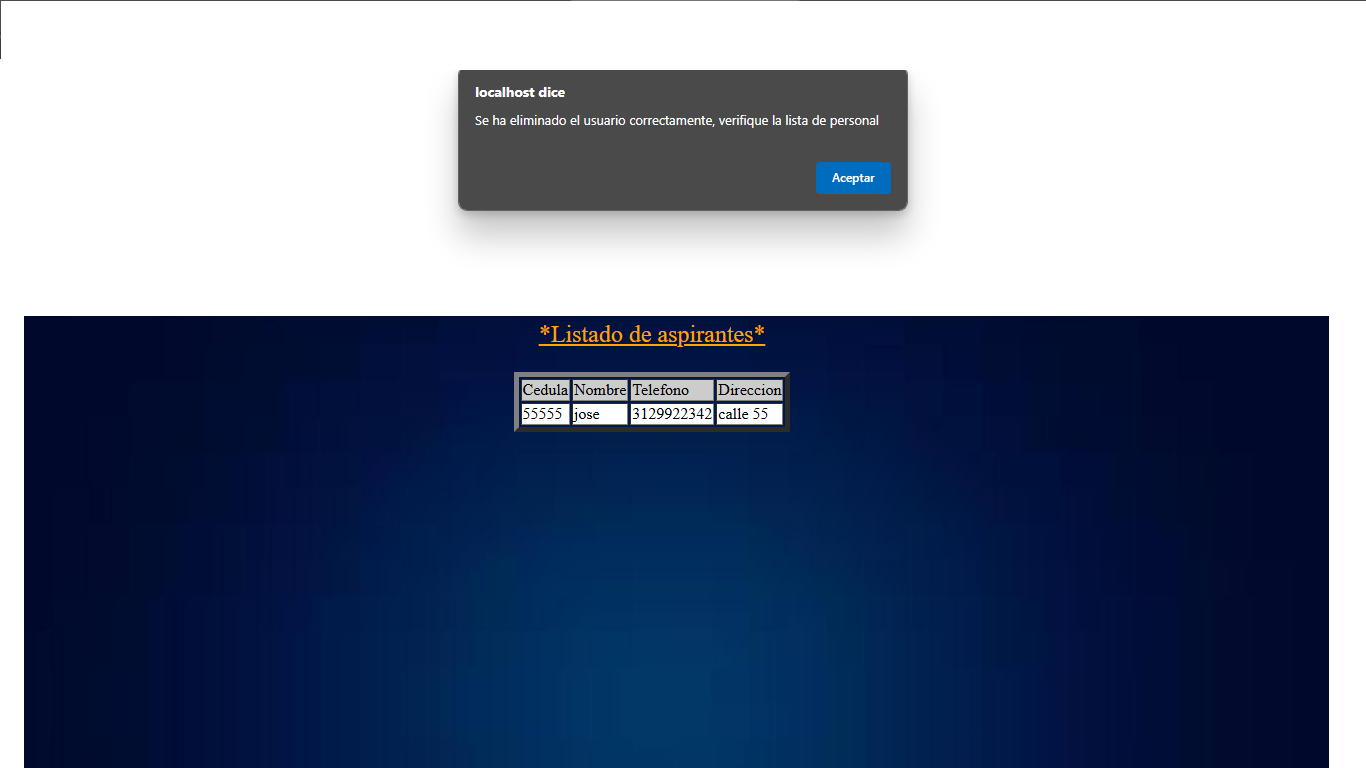 localhost dice
Se ha eliminado el usuario correctamente, verifique la lista de personal
Aceptar
*Listado de aspirantes*
Cedula Nombre Telefono Direccion
55555 jose 3129922342 calle 55